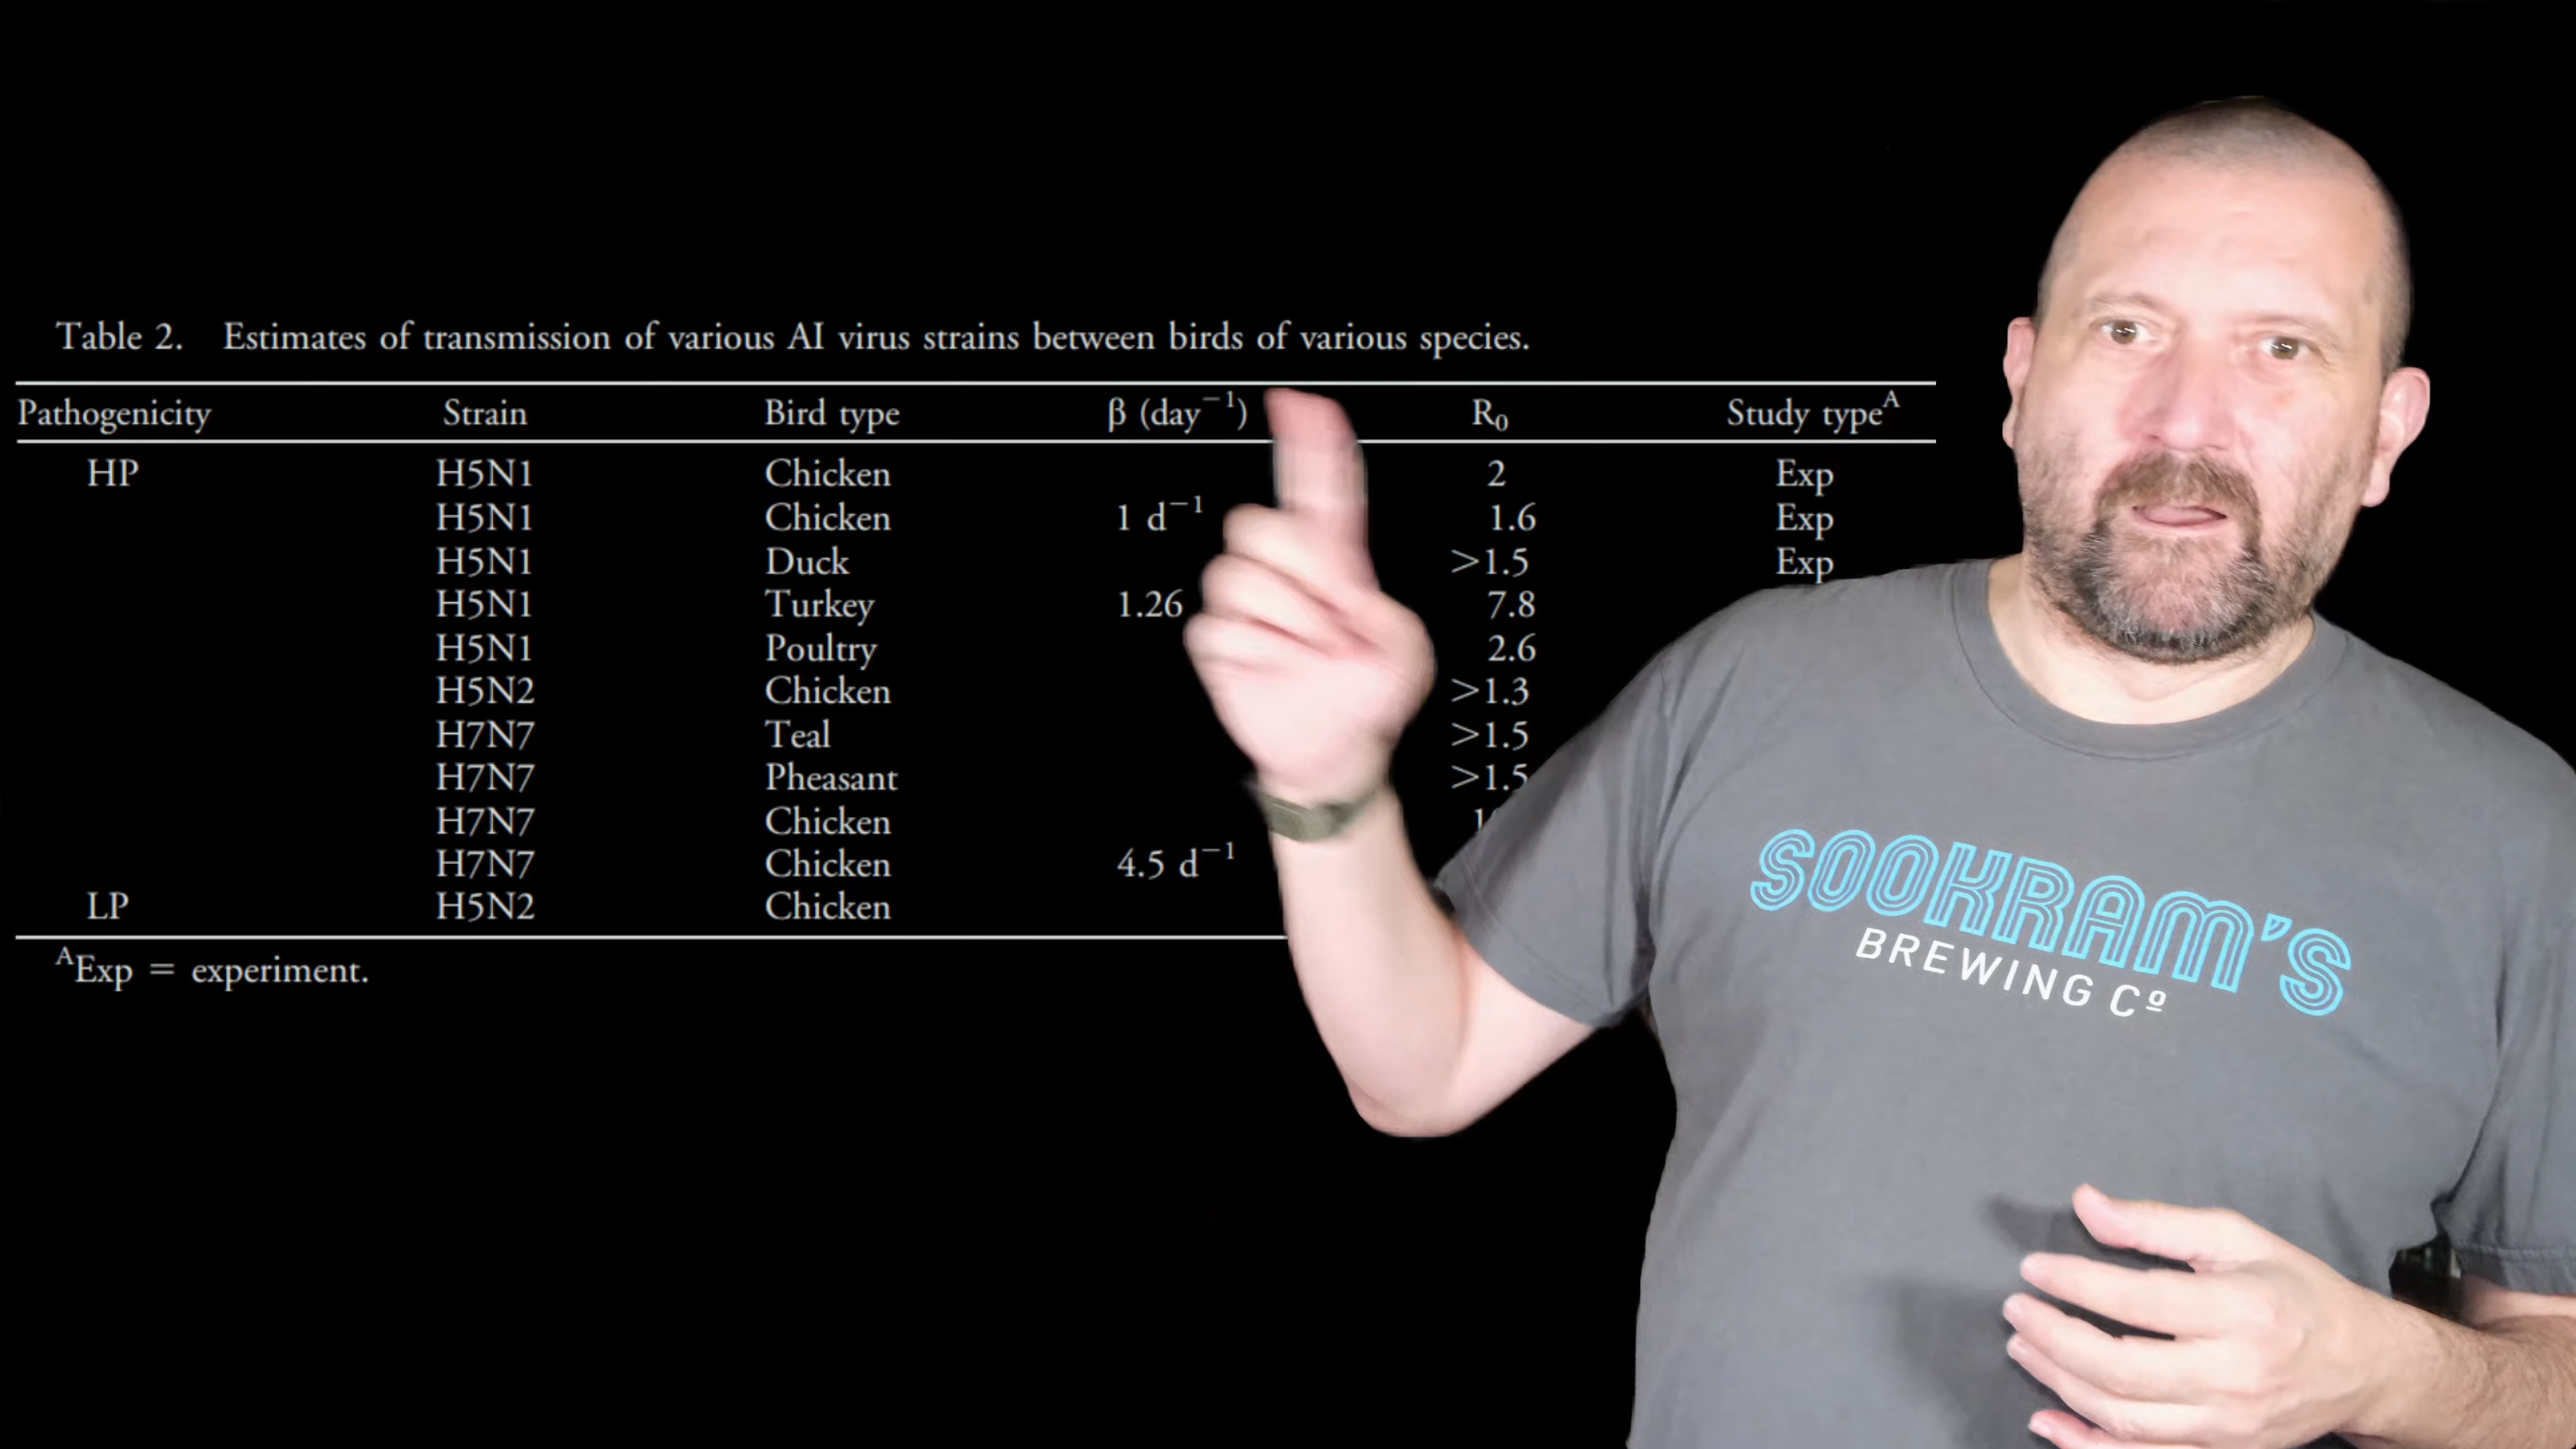 Table 2. Estimates of transmission of various AI virus strains between birds of various species.
Pathogenicity Strain Bird type β (day⁻¹) R₀ Study typeᴬ
HP H5N1 Chicken 2 Exp
H5N1 Chicken 1 d⁻¹ 1.6 Exp
H5N1 Duck >1.5 Exp
H5N1 Turkey 1.26 7.8
H5N1 Poultry 2.6
H5N2 Chicken >1.3
H7N7 Teal >1.5
H7N7 Pheasant >1.5
H7N7 Chicken
H7N7 Chicken 4.5 d⁻¹
LP H5N2 Chicken
ᴬExp = experiment.
SOOKRAM'S
BREWING Cº